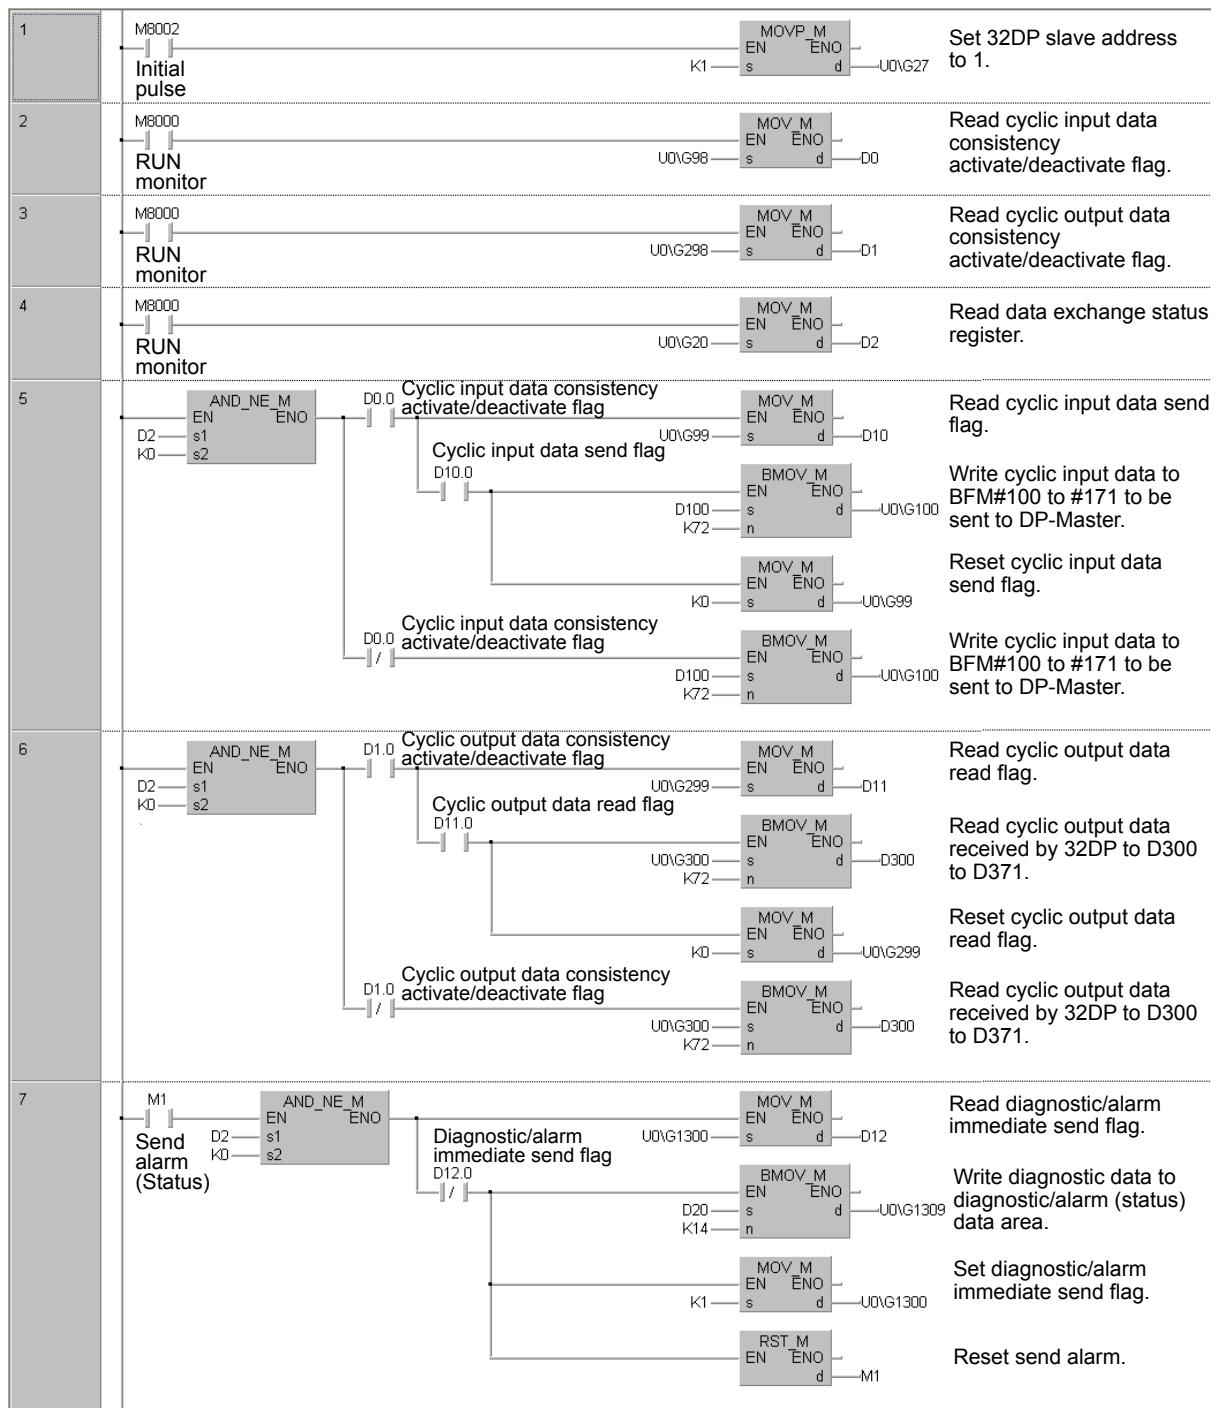 1
M8002
Initial
pulse
MOVP_M
EN ENO
K1 s d U0\G27
Set 32DP slave address
to 1.
2
M8000
RUN
monitor
MOV_M
EN ENO
U0\G98 s d D0
Read cyclic input data
consistency
activate/deactivate flag.
3
M8000
RUN
monitor
MOV_M
EN ENO
U0\G298 s d D1
Read cyclic output data
consistency
activate/deactivate flag.
4
M8000
RUN
monitor
MOV_M
EN ENO
U0\G20 s d D2
Read data exchange status
register.
5
AND_NE_M
EN ENO
D2 s1
K0 s2
D0.0
Cyclic input data consistency
activate/deactivate flag
MOV_M
EN ENO
U0\G99 s d D10
Read cyclic input data send
flag.
Cyclic input data send flag
D10.0
BMOV_M
EN ENO
D100 s d U0\G100
K72 n
Write cyclic input data to
BFM#100 to #171 to be
sent to DP-Master.
MOV_M
EN ENO
K0 s d U0\G99
Reset cyclic input data
send flag.
D0.0
Cyclic input data consistency
activate/deactivate flag
BMOV_M
EN ENO
D100 s d U0\G100
K72 n
Write cyclic input data to
BFM#100 to #171 to be
sent to DP-Master.
6
AND_NE_M
EN ENO
D2 s1
K0 s2
D1.0
Cyclic output data consistency
activate/deactivate flag
MOV_M
EN ENO
U0\G299 s d D11
Read cyclic output data
read flag.
Cyclic output data read flag
D11.0
BMOV_M
EN ENO
U0\G300 s d D300
K72 n
Read cyclic output data
received by 32DP to D300
to D371.
MOV_M
EN ENO
K0 s d U0\G299
Reset cyclic output data
read flag.
D1.0
Cyclic output data consistency
activate/deactivate flag
BMOV_M
EN ENO
U0\G300 s d D300
K72 n
Read cyclic output data
received by 32DP to D300
to D371.
7
M1
Send
alarm
(Status)
AND_NE_M
EN ENO
D2 s1
K0 s2
MOV_M
EN ENO
U0\G1300 s d D12
Read diagnostic/alarm
immediate send flag.
Diagnostic/alarm
immediate send flag
D12.0
BMOV_M
EN ENO
D20 s d U0\G1309
K14 n
Write diagnostic data to
diagnostic/alarm (status)
data area.
MOV_M
EN ENO
K1 s d U0\G1300
Set diagnostic/alarm
immediate send flag.
RST_M
EN ENO
d M1
Reset send alarm.